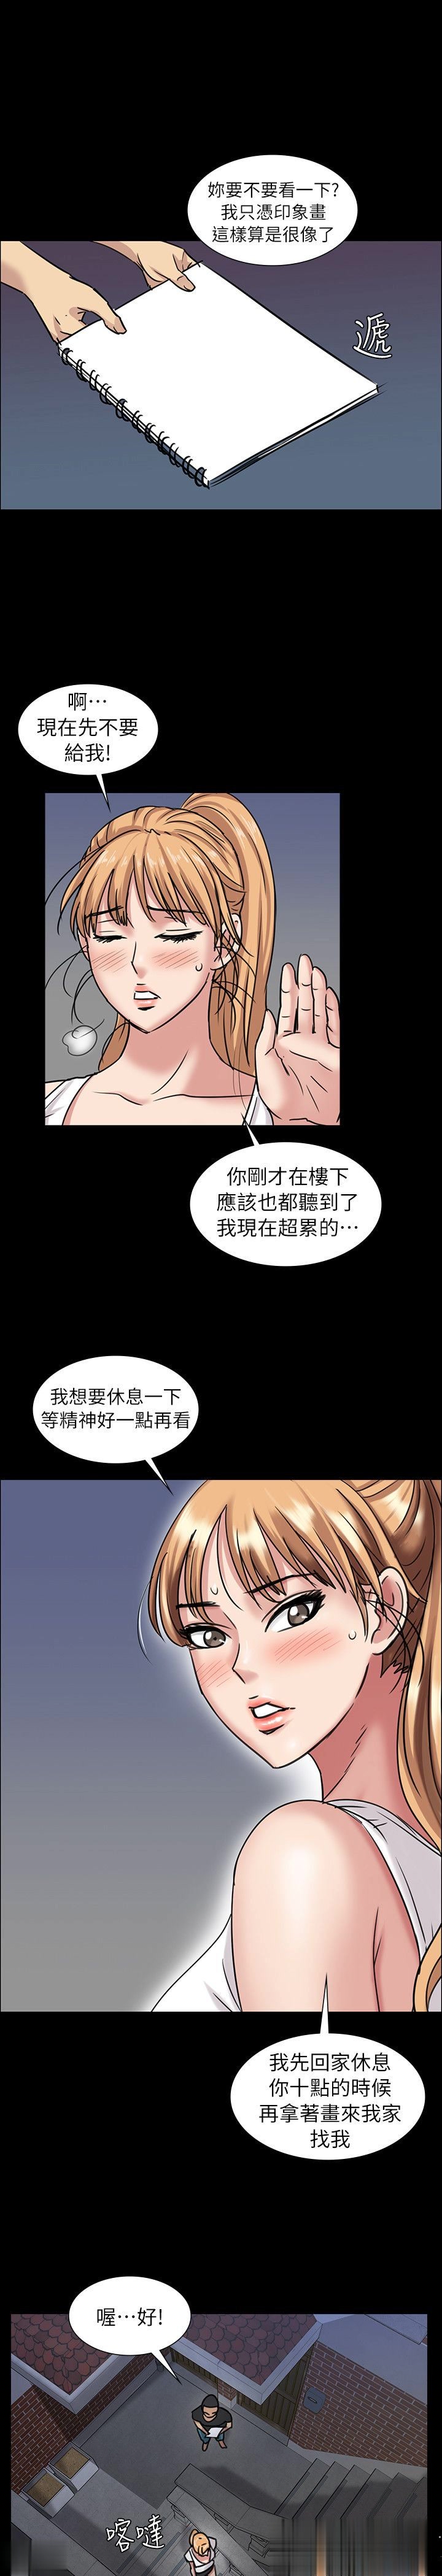 妳要不要看一下?
我只憑印象畫
這樣算是很像了
遞
啊⋯
現在先不要
給我!
你剛才在樓下
應該也都聽到了
我現在超累的⋯
我想要休息一下
等精神好一點再看
我先回家休息
你十點的時候
再拿著畫來我家
找我
喔⋯好!
喀噠